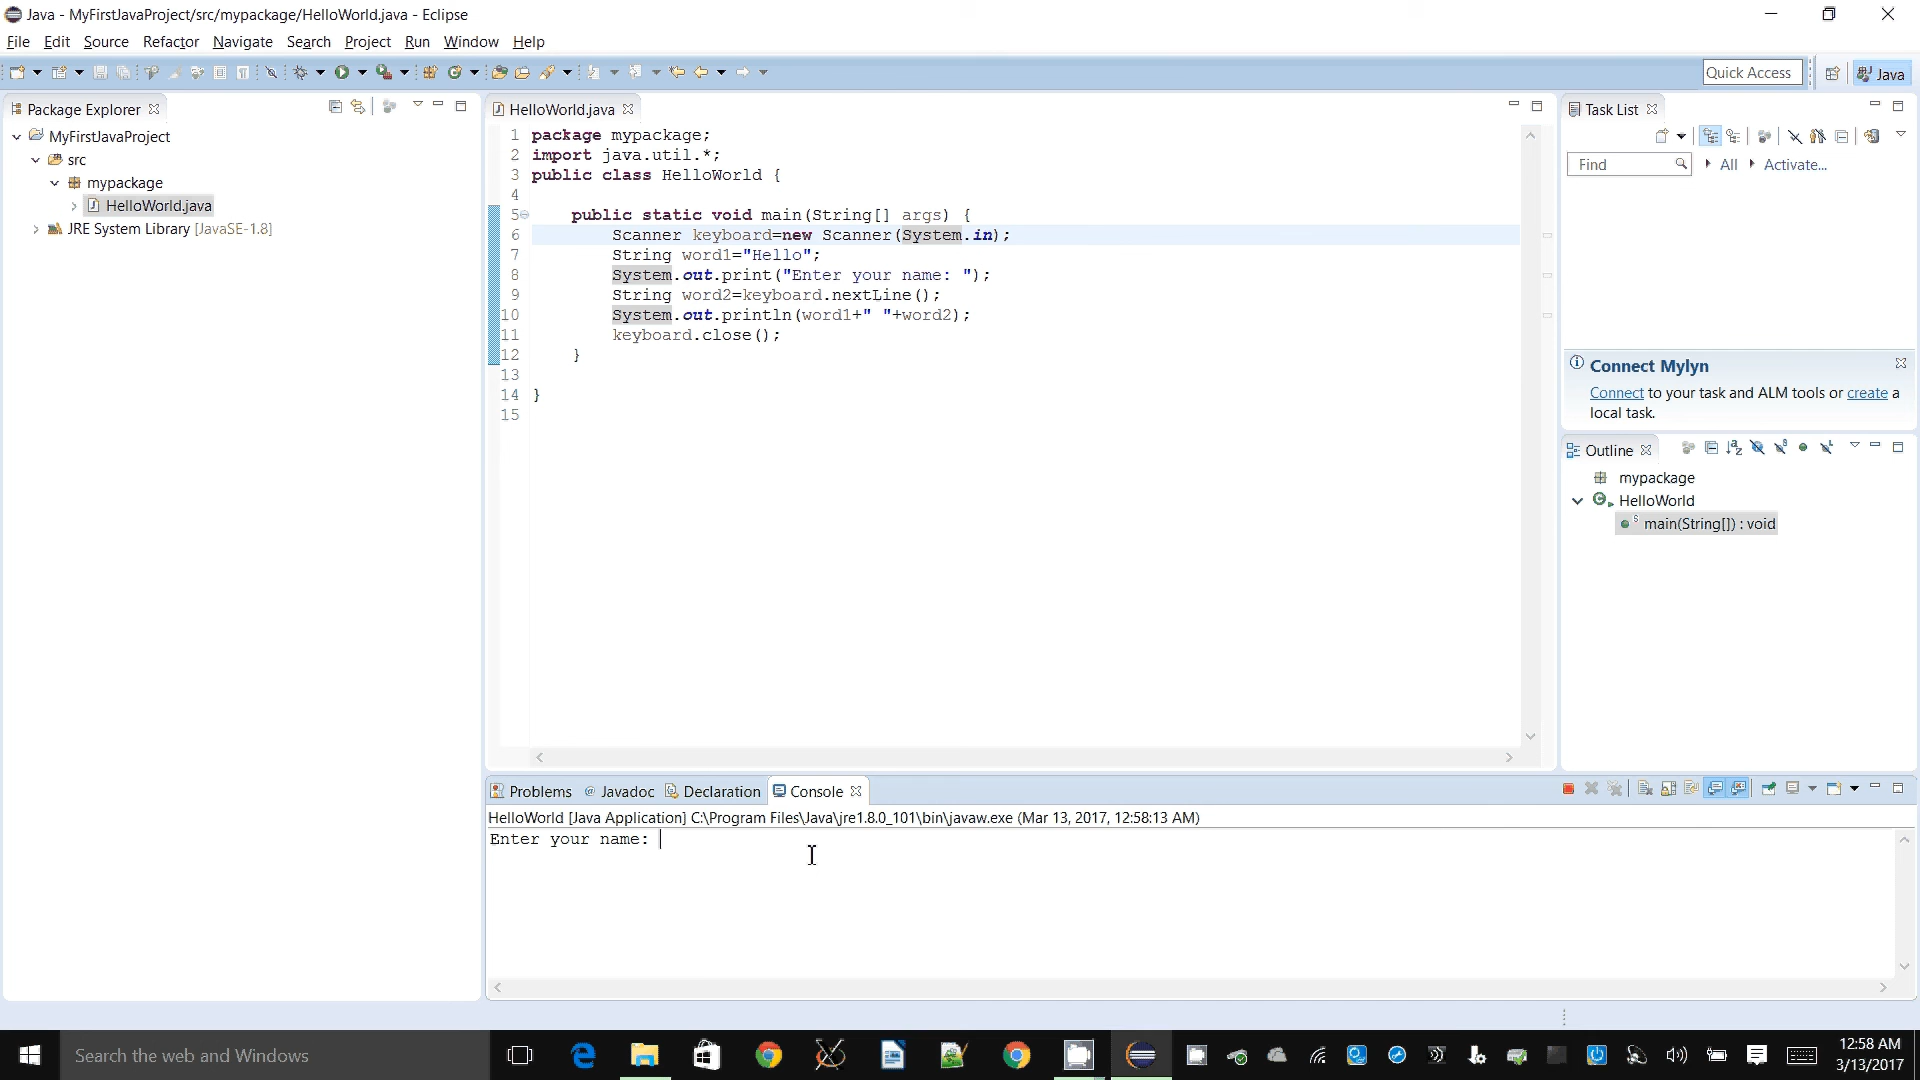 Java - MyFirstJavaProject/src/mypackage/HelloWorld.java - Eclipse
File Edit Source Refactor Navigate Search Project Run Window Help
Quick Access
Java
Package Explorer
MyFirstJavaProject
src
mypackage
HelloWorld.java
JRE System Library [JavaSE-1.8]
HelloWorld.java
1 package mypackage;
2 import java.util.*;
3 public class HelloWorld {
4
5 public static void main(String[] args) {
6 Scanner keyboard=new Scanner(System.in);
7 String word1="Hello";
8 System.out.print("Enter your name: ");
9 String word2=keyboard.nextLine();
10 System.out.println(word1+" "+word2);
11 keyboard.close();
12 }
13
14 }
15
Task List
Find
All
Activate...
Connect Mylyn
Connect to your task and ALM tools or create a
local task.
Outline
mypackage
HelloWorld
main(String[]) : void
Problems @ Javadoc Declaration Console
HelloWorld [Java Application] C:\Program Files\Java\jre1.8.0_101\bin\javaw.exe (Mar 13, 2017, 12:58:13 AM)
Enter your name:
Search the web and Windows
12:58 AM
3/13/2017